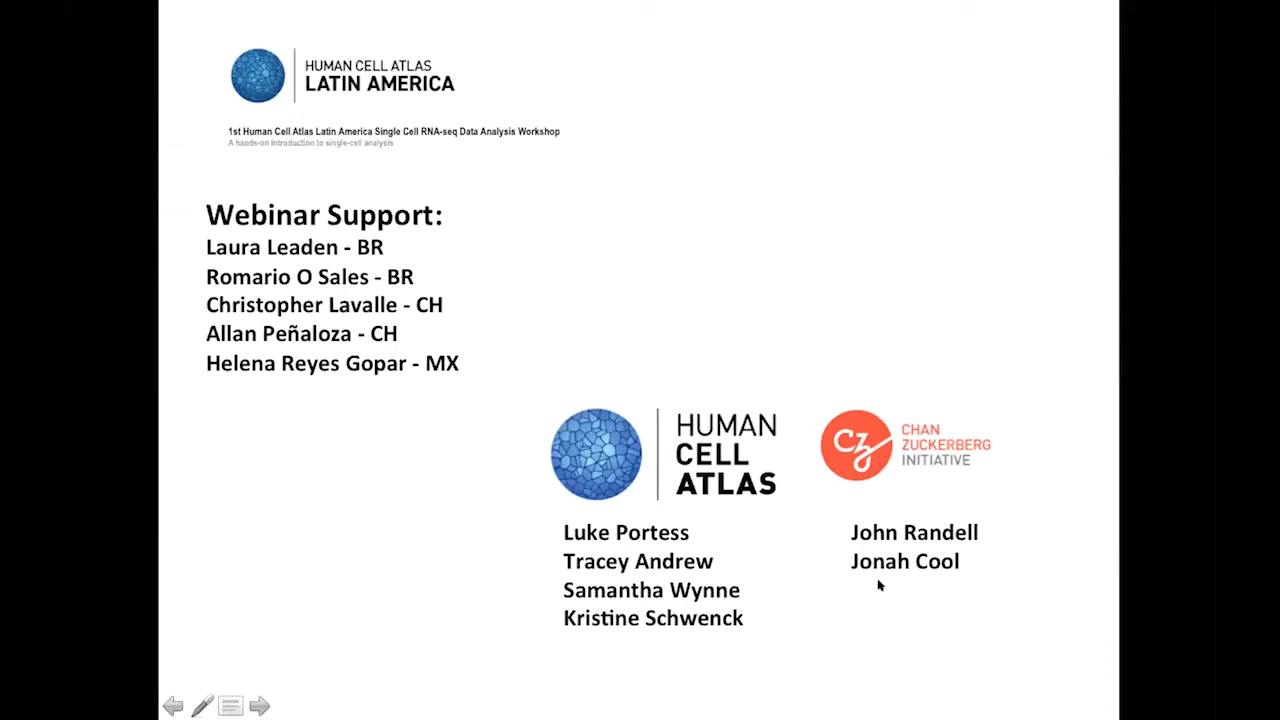 HUMAN CELL ATLAS
LATIN AMERICA
1st Human Cell Atlas Latin America Single Cell RNA-seq Data Analysis Workshop
A hands-on Introduction to single-cell analysis
Webinar Support:
Laura Leaden - BR
Romario O Sales - BR
Christopher Lavalle - CH
Allan Peñaloza - CH
Helena Reyes Gopar - MX
HUMAN
CELL
ATLAS
Luke Portess
Tracey Andrew
Samantha Wynne
Kristine Schwenck
CZ
CHAN
ZUCKERBERG
INITIATIVE
John Randell
Jonah Cool